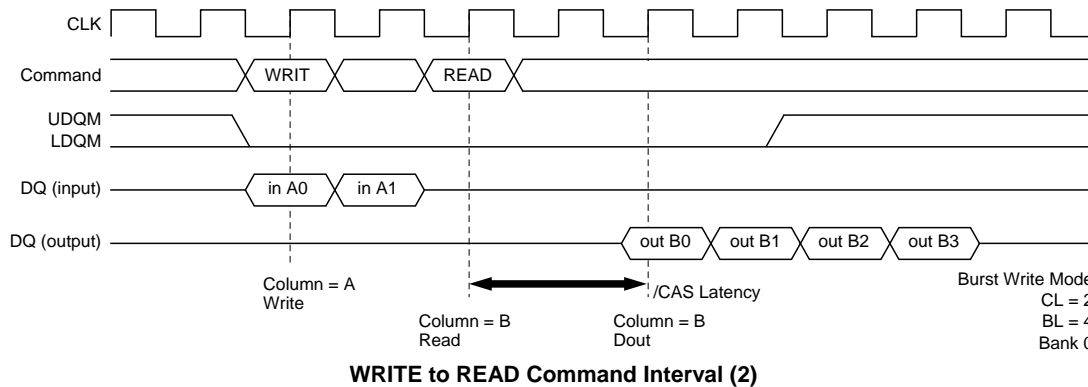 CLK
Command
WRIT
READ
UDQM
LDQM
DQ (input)
in A0
in A1
DQ (output)
out B0
out B1
out B2
out B3
Column = A
Write
/CAS Latency
Column = B
Read
Column = B
Dout
Burst Write Mode
CL = 2
BL = 4
Bank 0
WRITE to READ Command Interval (2)